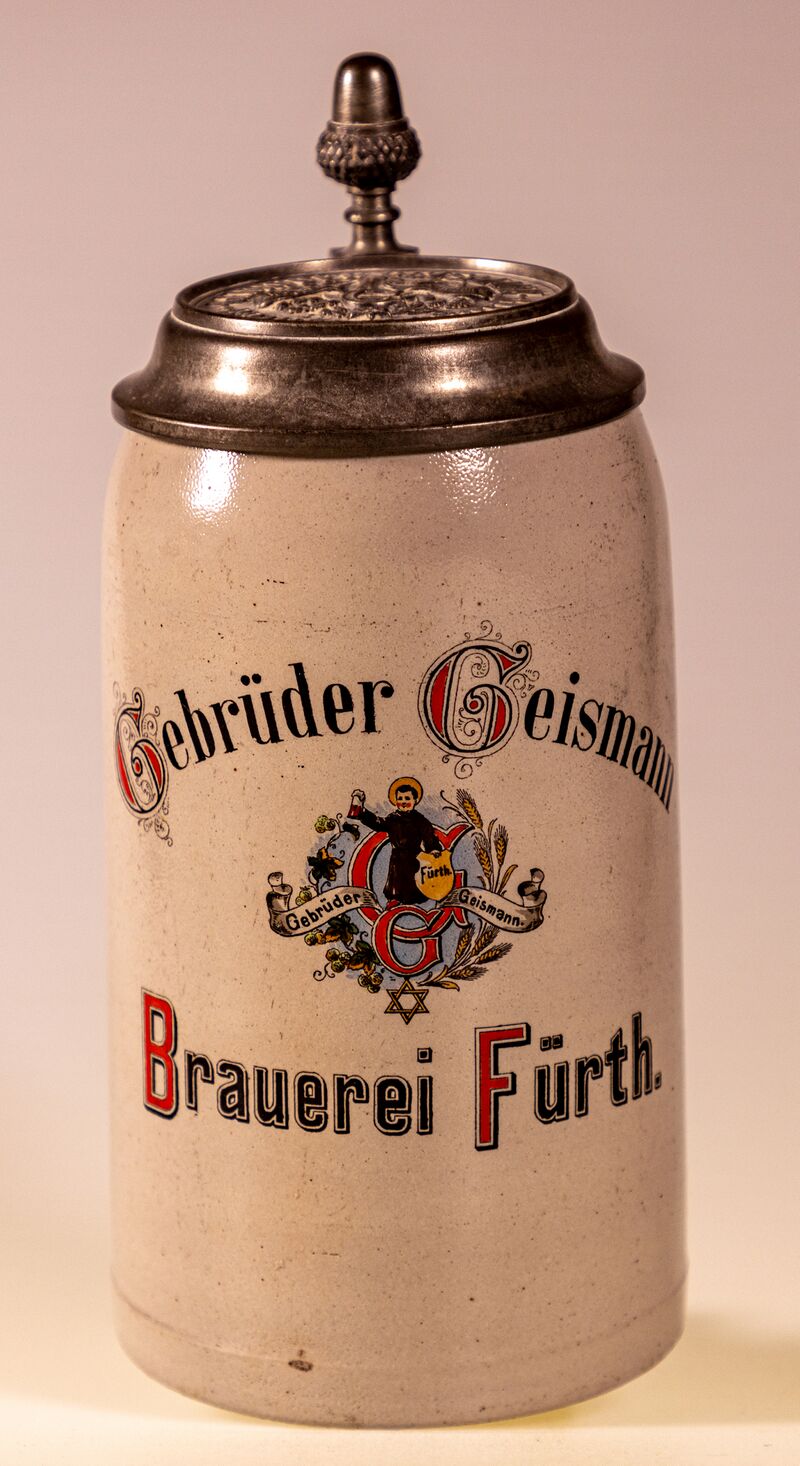 Gebrüder Geismann
Fürth.
Gebrüder Geismann.
G G
Brauerei Fürth.